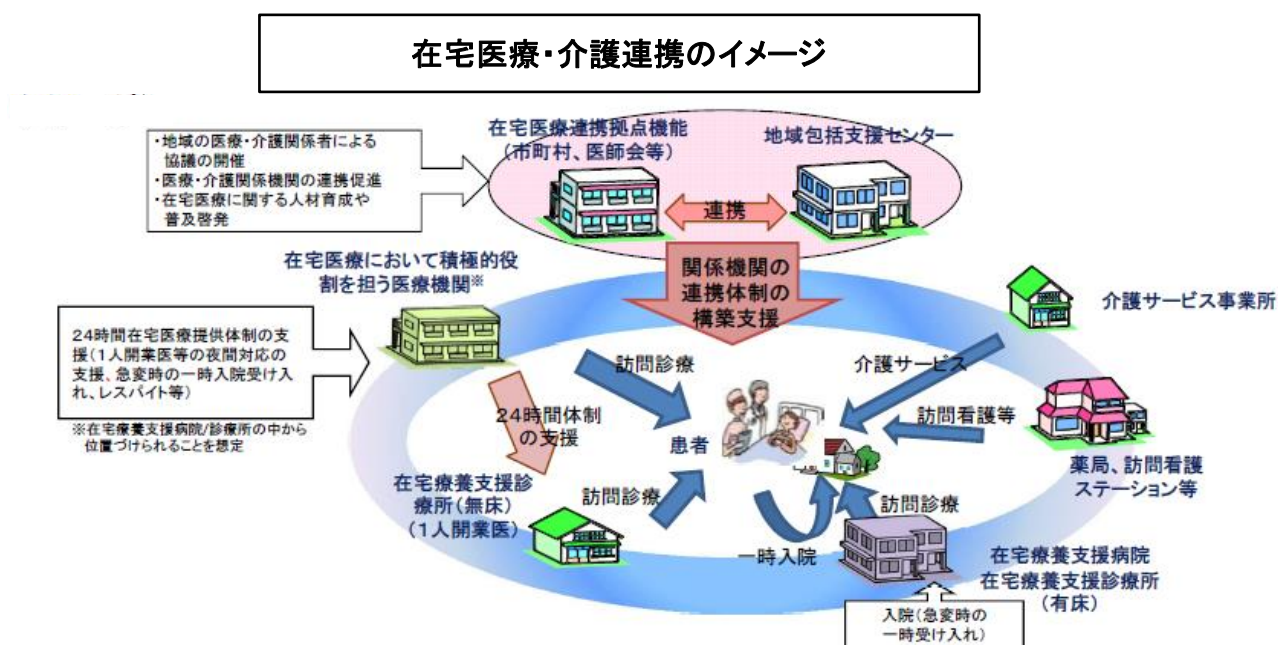 在宅医療・介護連携のイメージ
・地域の医療・介護関係者による
協議の開催
・医療・介護関係機関の連携促進
・在宅医療に関する人材育成や
普及啓発
在宅医療連携拠点機能
(市町村、医師会等)
地域包括支援センター
連携
関係機関の
連携体制の
構築支援
在宅医療において積極的役
割を担う医療機関※
24時間在宅医療提供体制の支
援(1人開業医等の夜間対応の
支援、急変時の一時入院受け入
れ、レスパイト等)
※在宅療養支援病院/診療所の中から
位置づけられることを想定
介護サービス事業所
訪問診療
介護サービス
24時間体制
の支援
患者
訪問看護等
薬局、訪問看護
ステーション等
在宅療養支援診
療所(無床)
(1人開業医)
訪問診療
一時入院
訪問診療
在宅療養支援病院
在宅療養支援診療所
(有床)
入院(急変時の
一時受け入れ)